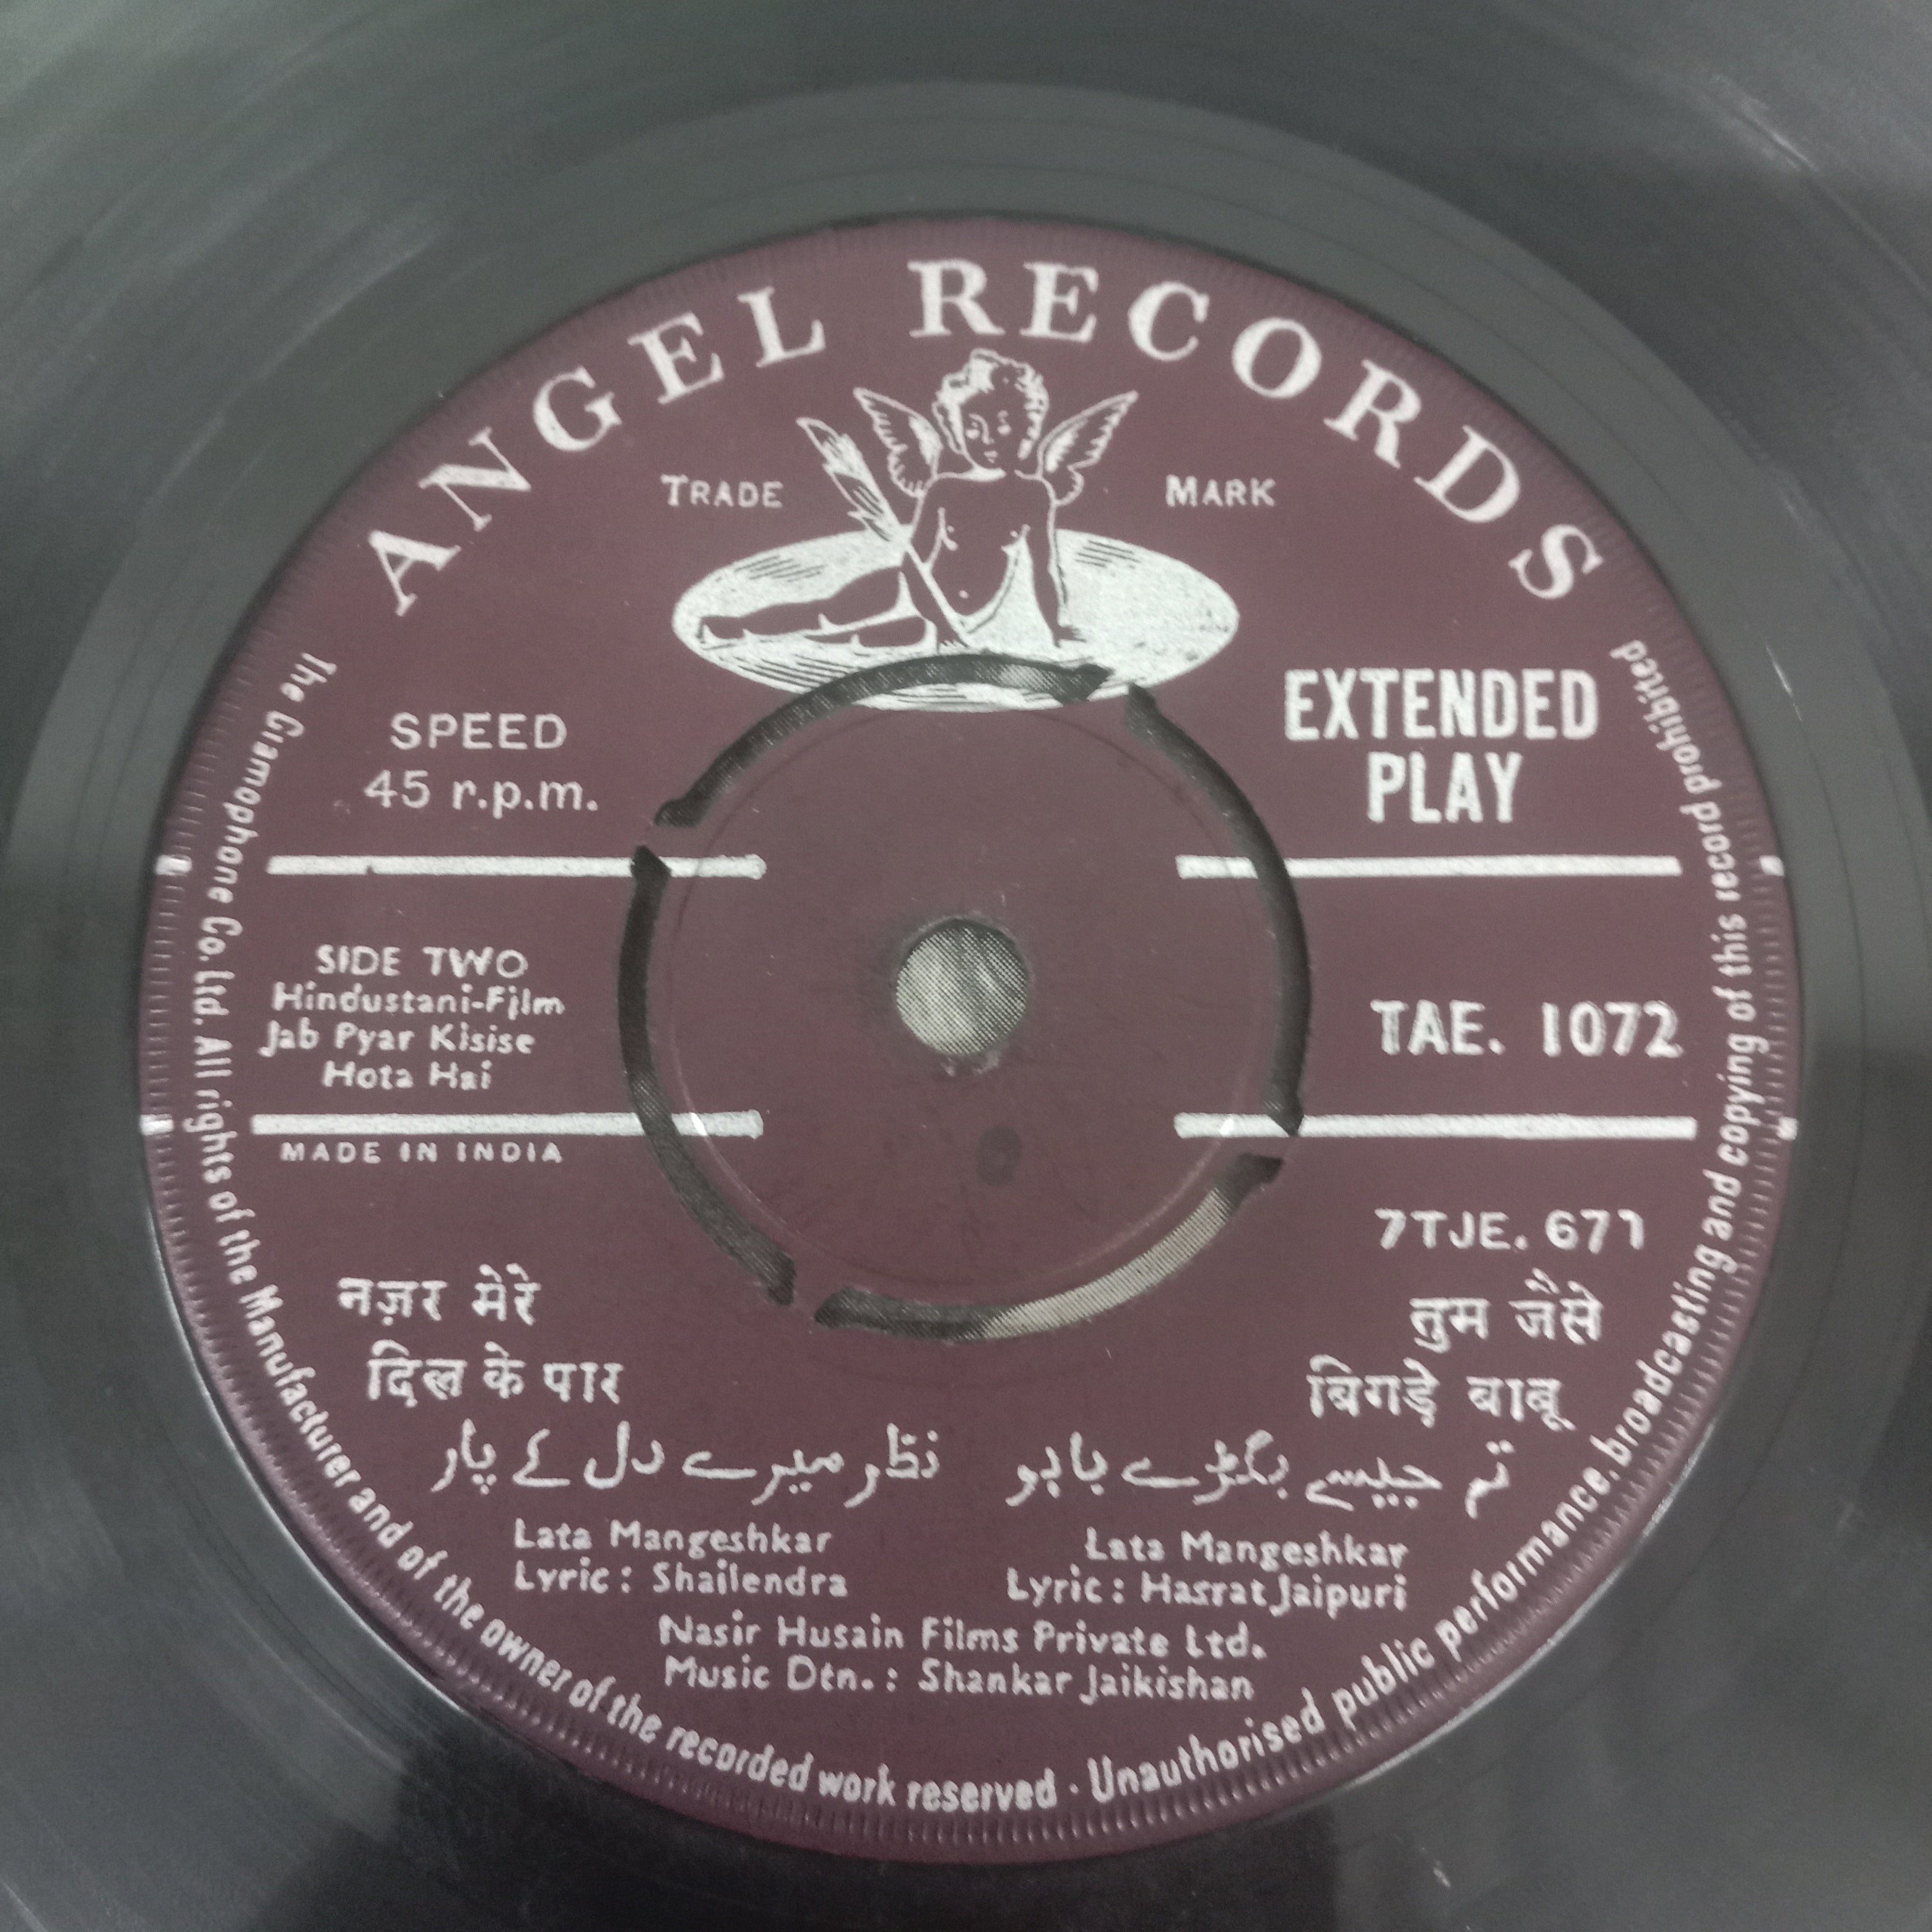 ANGEL RECORDS
TRADE MARK
SPEED
45 r.p.m.
EXTENDED
PLAY
SIDE TWO
Hindustani-Film
Jab Pyar Kisise
Hota Hai
MADE IN INDIA
TAE. 1072
7TJE. 671
नज़र मेरे
दिल के पार
तुम जैसे
बिगड़े बाबू
نظر میرے دل کے پار
تم جیسے بگڑے بابو
Lata Mangeshkar
Lyric : Shailendra
Lata Mangeshkar
Lyric : Hasrat Jaipuri
Nasir Husain Films Private Ltd.
Music Dtn. : Shankar Jaikishan
The Gramophone Co. Ltd. All rights of the Manufacturer and of the owner of the recorded work reserved · Unauthorised public performance, broadcasting and copying of this record prohibited